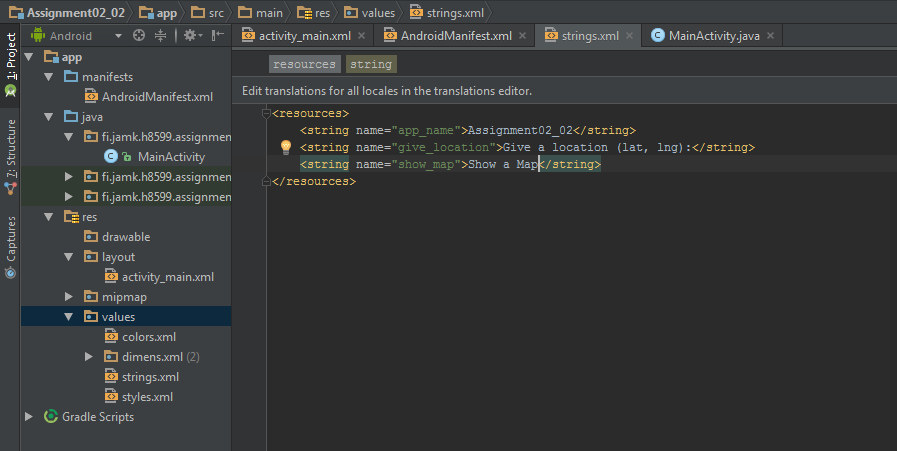 Assignment02_02 app src main res values strings.xml
Android
activity_main.xml AndroidManifest.xml strings.xml MainActivity.java
1: Project
Z: Structure
Captures
app
manifests
AndroidManifest.xml
java
fi.jamk.h8599.assignmen
MainActivity
fi.jamk.h8599.assignmen
fi.jamk.h8599.assignmen
res
drawable
layout
activity_main.xml
mipmap
values
colors.xml
dimens.xml (2)
strings.xml
styles.xml
Gradle Scripts
resources string
Edit translations for all locales in the translations editor.
<resources>
<string name="app_name">Assignment02_02</string>
<string name="give_location">Give a location (lat, lng):</string>
<string name="show_map">Show a Map</string>
</resources>